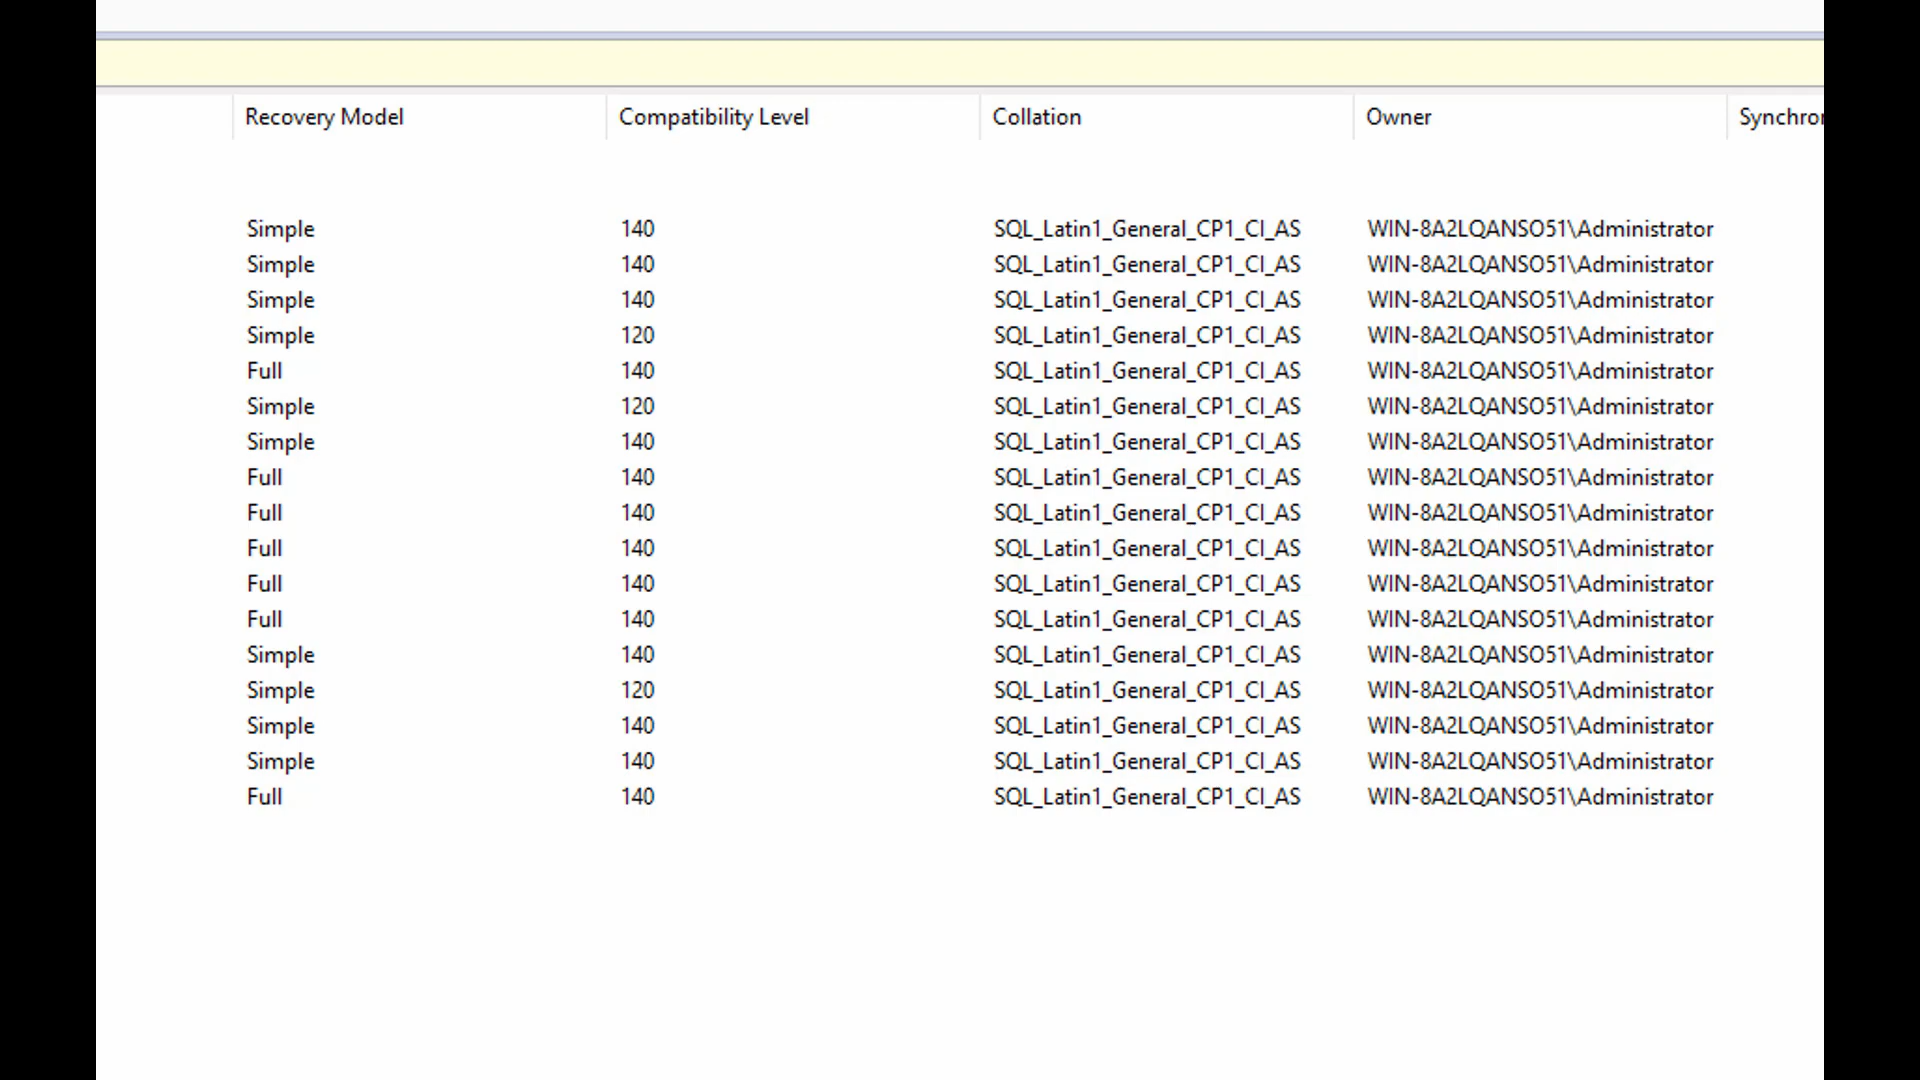 Recovery Model Compatibility Level Collation Owner
Simple 140 SQL_Latin1_General_CP1_CI_AS WIN-8A2LQANSO51\Administrator
Simple 140 SQL_Latin1_General_CP1_CI_AS WIN-8A2LQANSO51\Administrator
Simple 140 SQL_Latin1_General_CP1_CI_AS WIN-8A2LQANSO51\Administrator
Simple 120 SQL_Latin1_General_CP1_CI_AS WIN-8A2LQANSO51\Administrator
Full 140 SQL_Latin1_General_CP1_CI_AS WIN-8A2LQANSO51\Administrator
Simple 120 SQL_Latin1_General_CP1_CI_AS WIN-8A2LQANSO51\Administrator
Simple 140 SQL_Latin1_General_CP1_CI_AS WIN-8A2LQANSO51\Administrator
Full 140 SQL_Latin1_General_CP1_CI_AS WIN-8A2LQANSO51\Administrator
Full 140 SQL_Latin1_General_CP1_CI_AS WIN-8A2LQANSO51\Administrator
Full 140 SQL_Latin1_General_CP1_CI_AS WIN-8A2LQANSO51\Administrator
Full 140 SQL_Latin1_General_CP1_CI_AS WIN-8A2LQANSO51\Administrator
Full 140 SQL_Latin1_General_CP1_CI_AS WIN-8A2LQANSO51\Administrator
Simple 140 SQL_Latin1_General_CP1_CI_AS WIN-8A2LQANSO51\Administrator
Simple 120 SQL_Latin1_General_CP1_CI_AS WIN-8A2LQANSO51\Administrator
Simple 140 SQL_Latin1_General_CP1_CI_AS WIN-8A2LQANSO51\Administrator
Simple 140 SQL_Latin1_General_CP1_CI_AS WIN-8A2LQANSO51\Administrator
Full 140 SQL_Latin1_General_CP1_CI_AS WIN-8A2LQANSO51\Administrator